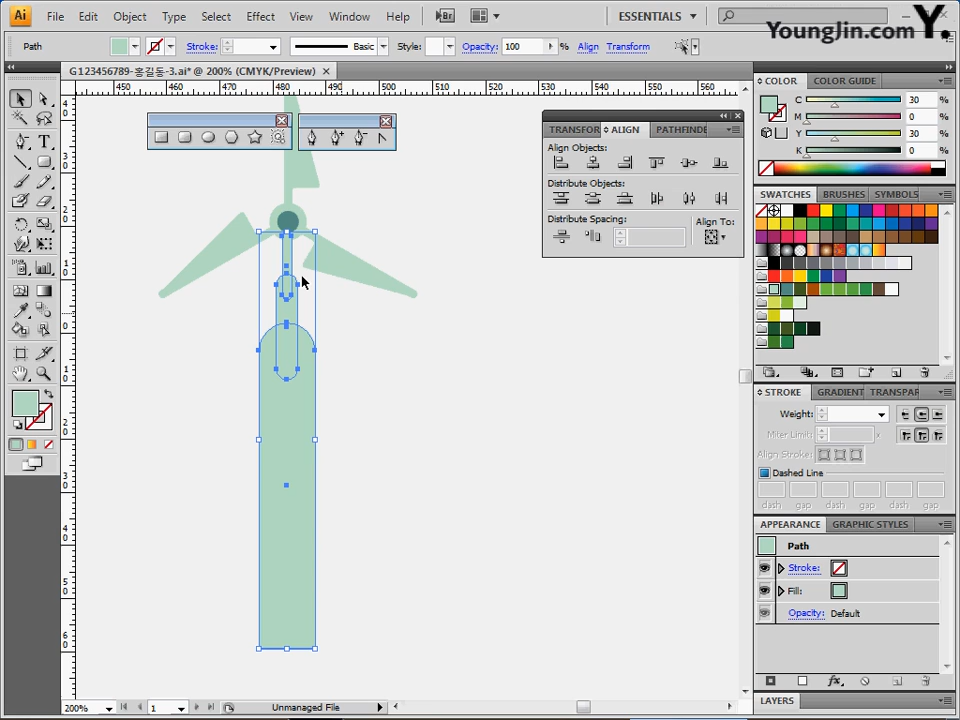 Ai File Edit Object Type Select Effect View Window Help Br ESSENTIALS
YoungJin.com Y.
Path Stroke: Basic Style: Opacity: 100 % Align Transform
G123456789-홍길동-3.ai* @ 200% (CMYK/Preview)
450 460 470 480 490 500 510 520 530 540 550 560
TRANSFOR ALIGN PATHFINDE
Align Objects:
Distribute Objects:
Distribute Spacing: Align To:
COLOR COLOR GUIDE
C 30 %
M 0 %
Y 30 %
K 0 %
SWATCHES BRUSHES SYMBOLS
STROKE GRADIENT TRANSPAR
Weight:
Miter Limit: x
Align Stroke:
Dashed Line
dash gap dash gap dash gap
APPEARANCE GRAPHIC STYLES
Path
Stroke:
Fill:
Opacity: Default
LAYERS
200% 1 Unmanaged File